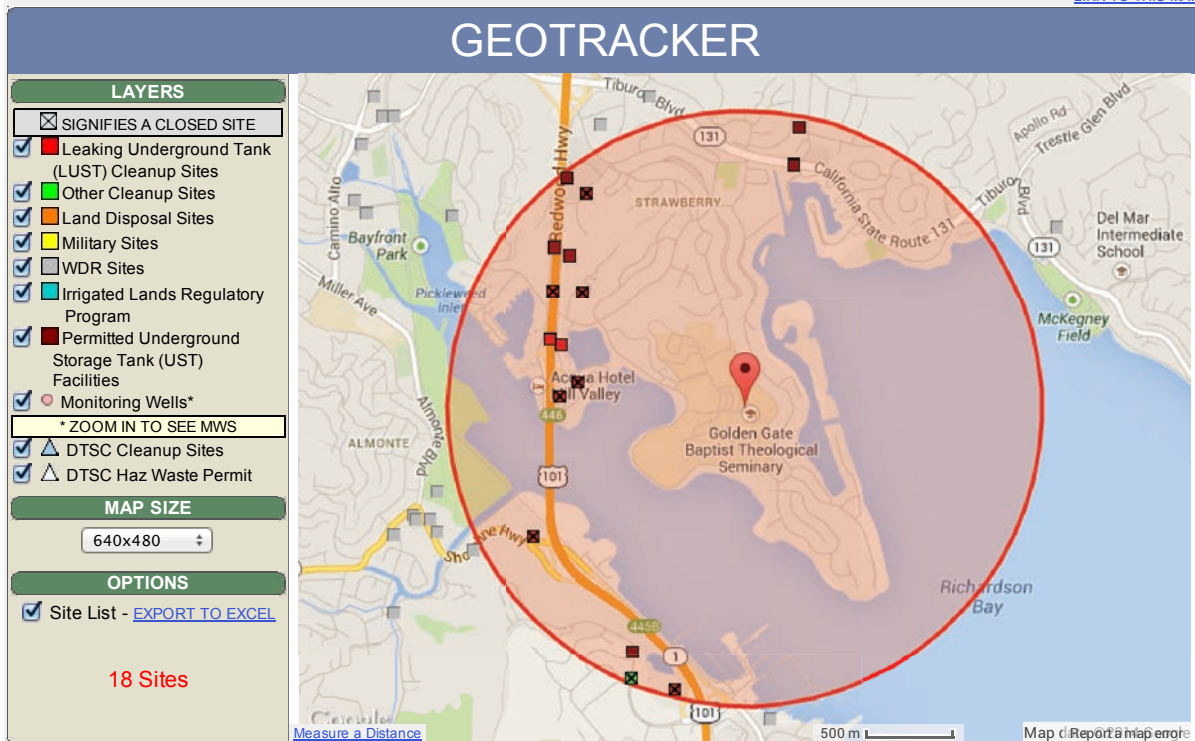 GEOTRACKER
LAYERS
SIGNIFIES A CLOSED SITE
Leaking Underground Tank
(LUST) Cleanup Sites
Other Cleanup Sites
Land Disposal Sites
Military Sites
WDR Sites
Irrigated Lands Regulatory
Program
Permitted Underground
Storage Tank (UST)
Facilities
Monitoring Wells*
* ZOOM IN TO SEE MWS
DTSC Cleanup Sites
DTSC Haz Waste Permit
MAP SIZE
640x480
OPTIONS
Site List - EXPORT TO EXCEL
18 Sites
Tiburon Blvd
131
Redwood Hwy
STRAWBERRY
California State Route 131
Apollo Rd
Trestle Glen Blvd
Tiburon Blvd
131
Del Mar
Intermediate
School
McKegney
Field
Camino Alto
Bayfront
Park
Miller Ave
Pickleweed
Inlet
Acqua Hotel
Mill Valley
446
Golden Gate
Baptist Theological
Seminary
ALMONTE
Almonte Blvd
101
Shoreline Hwy
Richardson
Bay
445B
1
101
Google
Measure a Distance
500 m
Report a map error